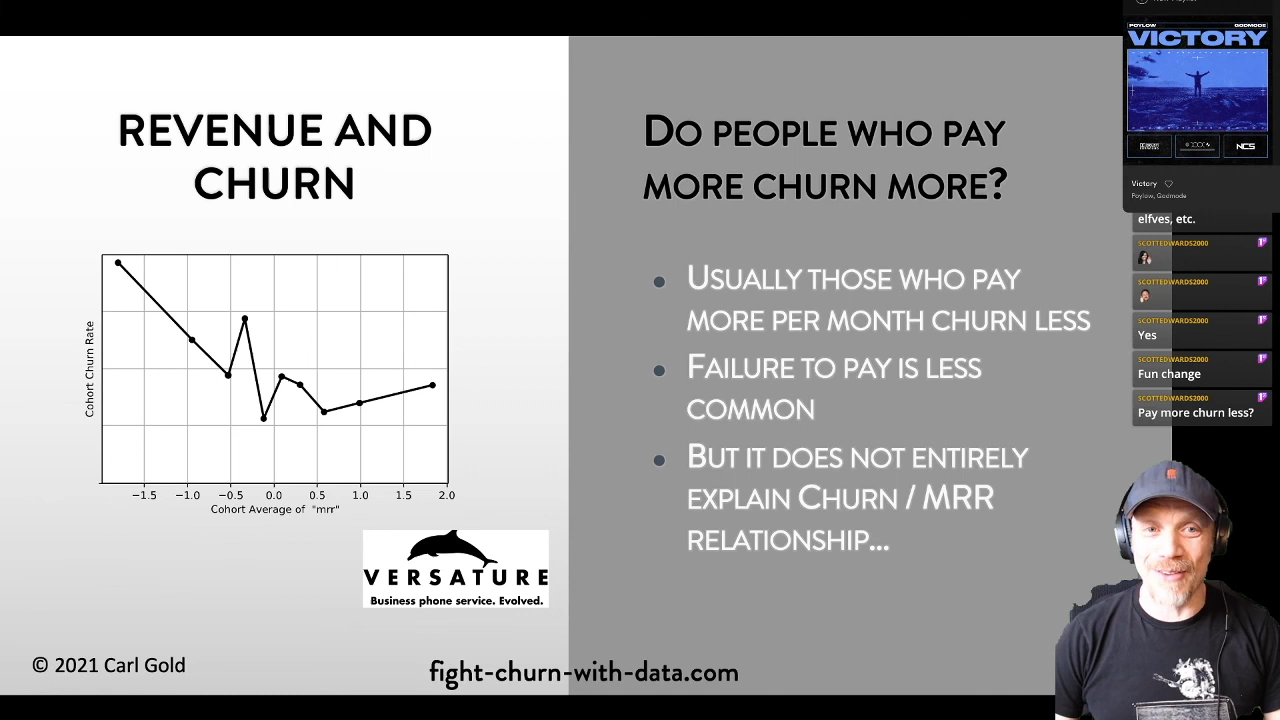 REVENUE AND
CHURN
Cohort Churn Rate
−1.5 −1.0 −0.5 0.0 0.5 1.0 1.5 2.0
Cohort Average of "mrr"
VERSATURE
Business phone service. Evolved.
© 2021 Carl Gold
fight-churn-with-data.com
DO PEOPLE WHO PAY
MORE CHURN MORE?
• USUALLY THOSE WHO PAY
MORE PER MONTH CHURN LESS
• FAILURE TO PAY IS LESS
COMMON
• BUT IT DOES NOT ENTIRELY
EXPLAIN CHURN / MRR
RELATIONSHIP...
POYLOW GODMODE
VICTORY
NCS
Victory
Poylow, Godmode
elfves, etc.
SCOTTEDWARDS2000
SCOTTEDWARDS2000
SCOTTEDWARDS2000
Yes
SCOTTEDWARDS2000
Fun change
SCOTTEDWARDS2000
Pay more churn less?